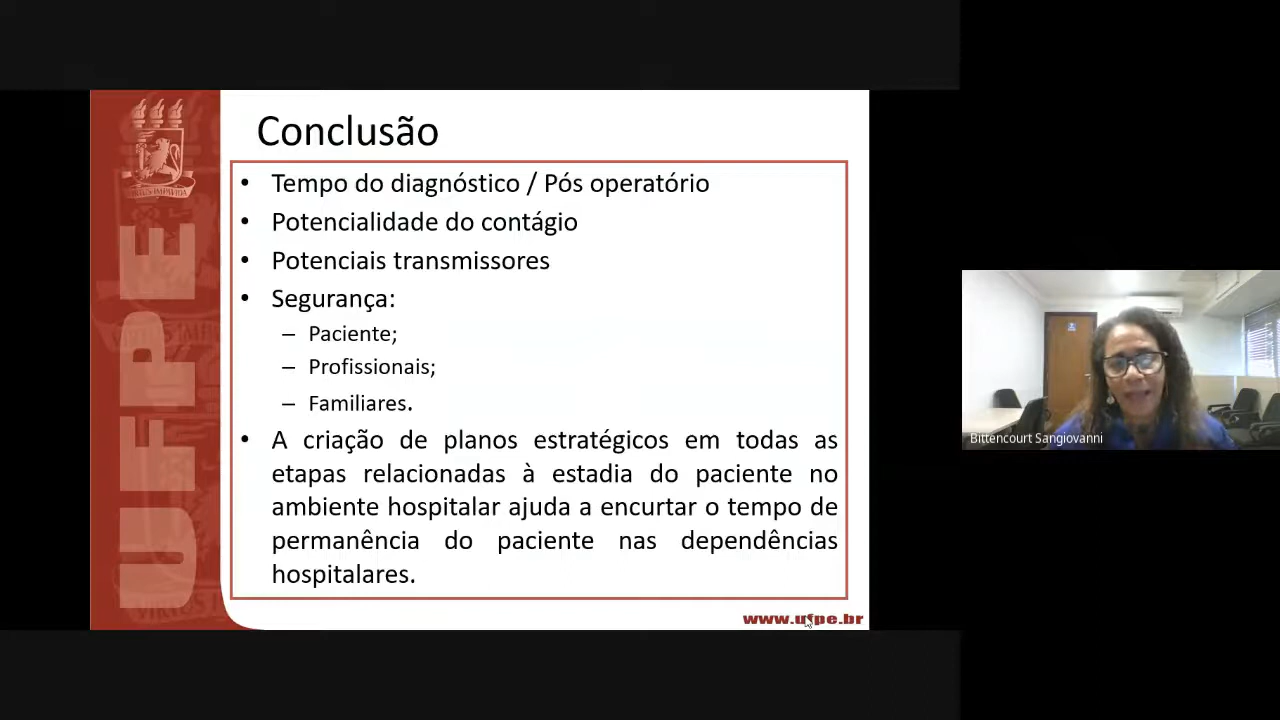 Conclusão
• Tempo do diagnóstico / Pós operatório
• Potencialidade do contágio
• Potenciais transmissores
• Segurança:
– Paciente;
– Profissionais;
– Familiares.
• A criação de planos estratégicos em todas as
etapas relacionadas à estadia do paciente no
ambiente hospitalar ajuda a encurtar o tempo de
permanência do paciente nas dependências
hospitalares.
UFPE
www.ufpe.br
Bittencourt Sangiovanni